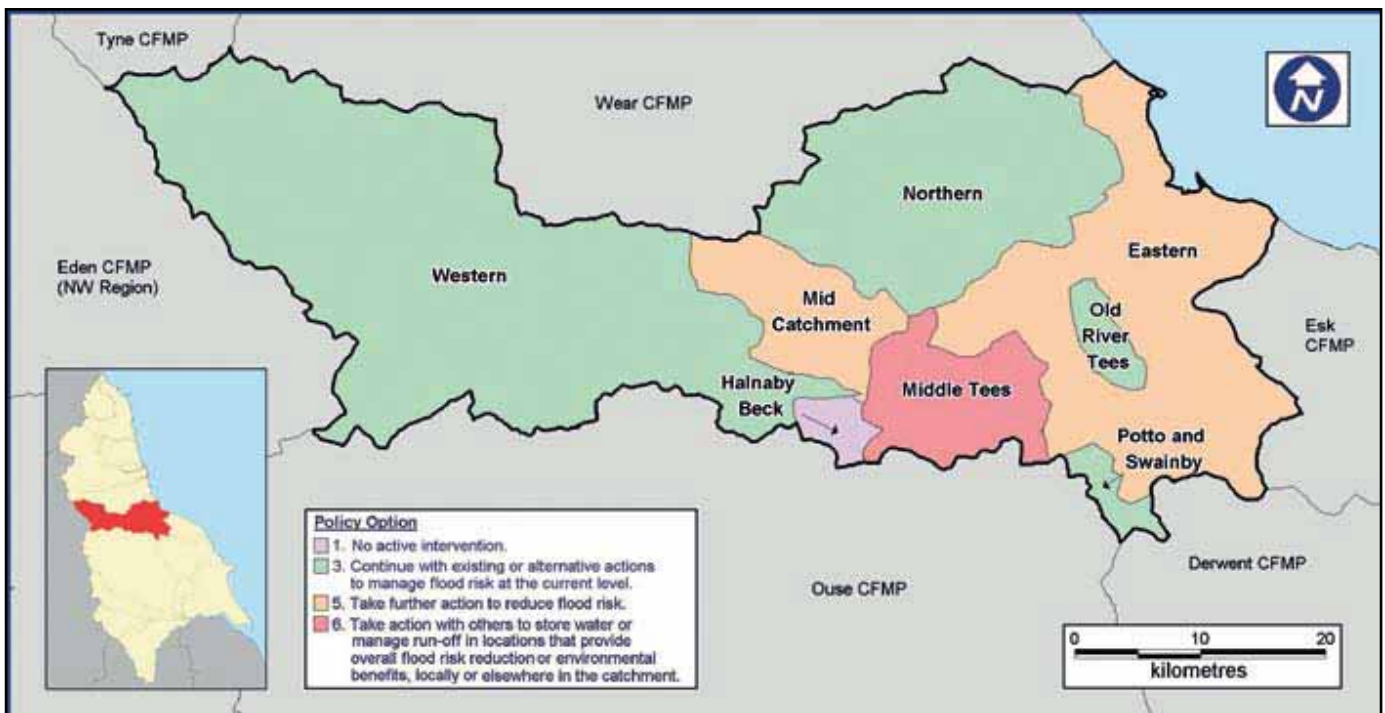 Tyne CFMP
Wear CFMP
N
Northern
Eden CFMP
(NW Region)
Western
Eastern
Mid
Catchment
Old
River
Tees
Esk
CFMP
Halnaby
Beck
Middle Tees
Potto and
Swainby
Policy Option
1. No active intervention.
3. Continue with existing or alternative actions
to manage flood risk at the current level.
5. Take further action to reduce flood risk.
6. Take action with others to store water or
manage run-off in locations that provide
overall flood risk reduction or environmental
benefits, locally or elsewhere in the catchment.
Ouse CFMP
Derwent CFMP
0 10 20
kilometres